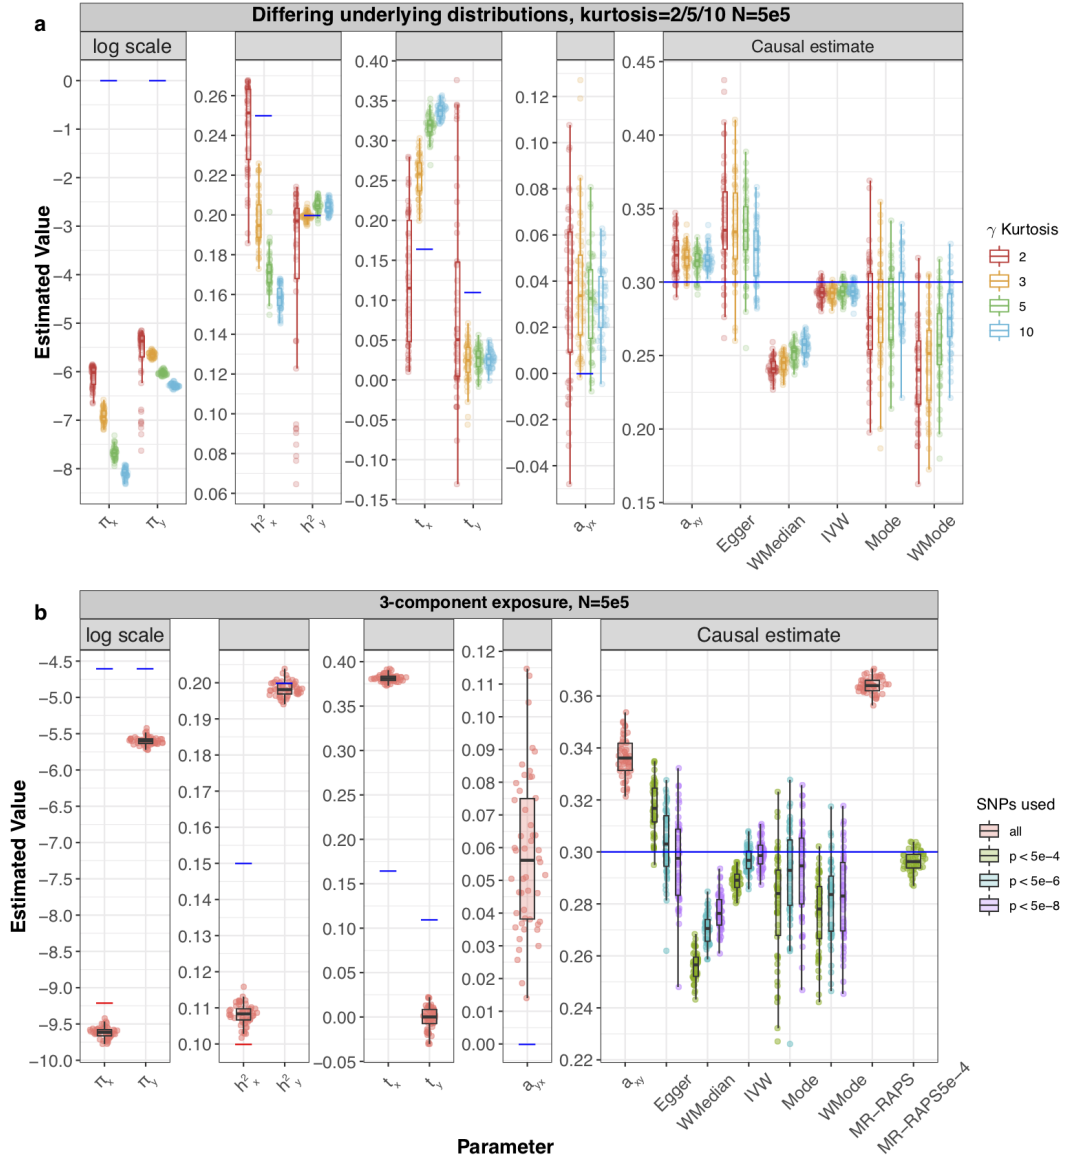 a
Differing underlying distributions, kurtosis=2/5/10 N=5e5
log scale
Causal estimate
Estimated Value
0
−1
−2
−3
−4
−5
−6
−7
−8
πx
πy
0.26
0.24
0.22
0.20
0.18
0.16
0.14
0.12
0.10
0.08
0.06
h²x
h²y
0.40
0.35
0.30
0.25
0.20
0.15
0.10
0.05
0.00
−0.05
−0.10
−0.15
tx
ty
0.12
0.10
0.08
0.06
0.04
0.02
0.00
−0.02
−0.04
ayx
0.45
0.40
0.35
0.30
0.25
0.20
0.15
axy
Egger
WMedian
IVW
Mode
WMode
γ Kurtosis
2
3
5
10
b
3-component exposure, N=5e5
log scale
Causal estimate
Estimated Value
−4.5
−5.0
−5.5
−6.0
−6.5
−7.0
−7.5
−8.0
−8.5
−9.0
−9.5
−10.0
πx
πy
0.20
0.19
0.18
0.17
0.16
0.15
0.14
0.13
0.12
0.11
0.10
h²x
h²y
0.40
0.35
0.30
0.25
0.20
0.15
0.10
0.05
0.00
−0.05
tx
ty
0.12
0.11
0.10
0.09
0.08
0.07
0.06
0.05
0.04
0.03
0.02
0.01
0.00
ayx
0.36
0.34
0.32
0.30
0.28
0.26
0.24
0.22
axy
Egger
WMedian
IVW
Mode
WMode
MR−RAPS
MR−RAPS5e−4
SNPs used
all
p < 5e−4
p < 5e−6
p < 5e−8
Parameter